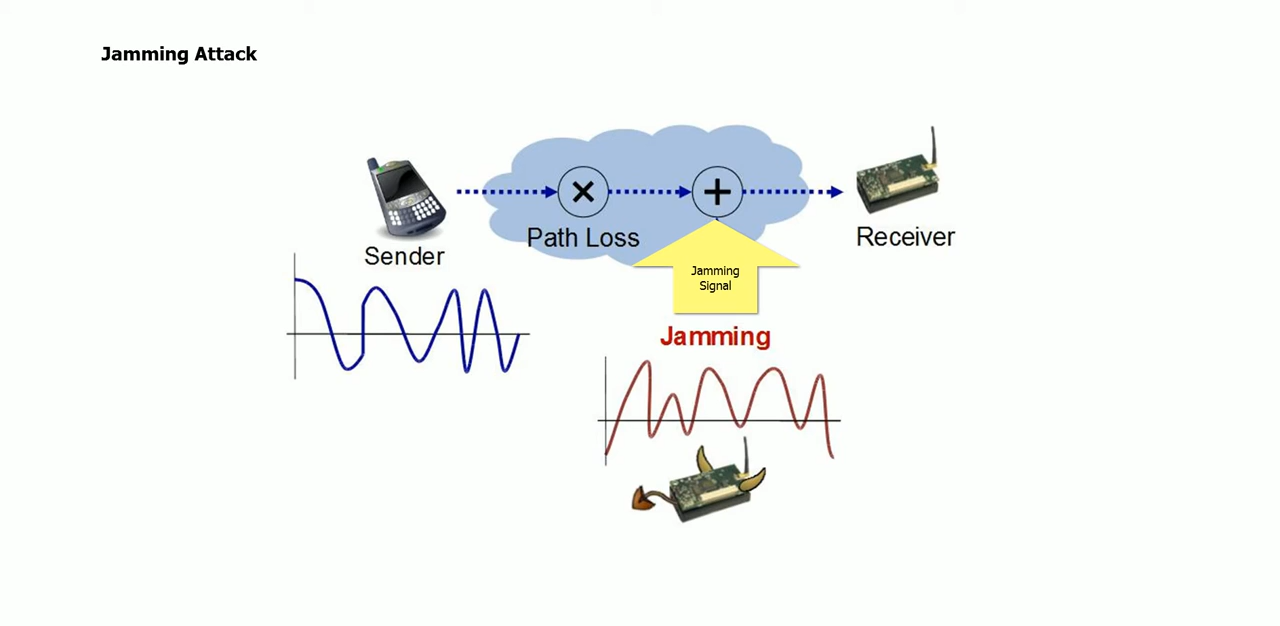 Jamming Attack
Sender
Path Loss
Receiver
Jamming
Signal
Jamming